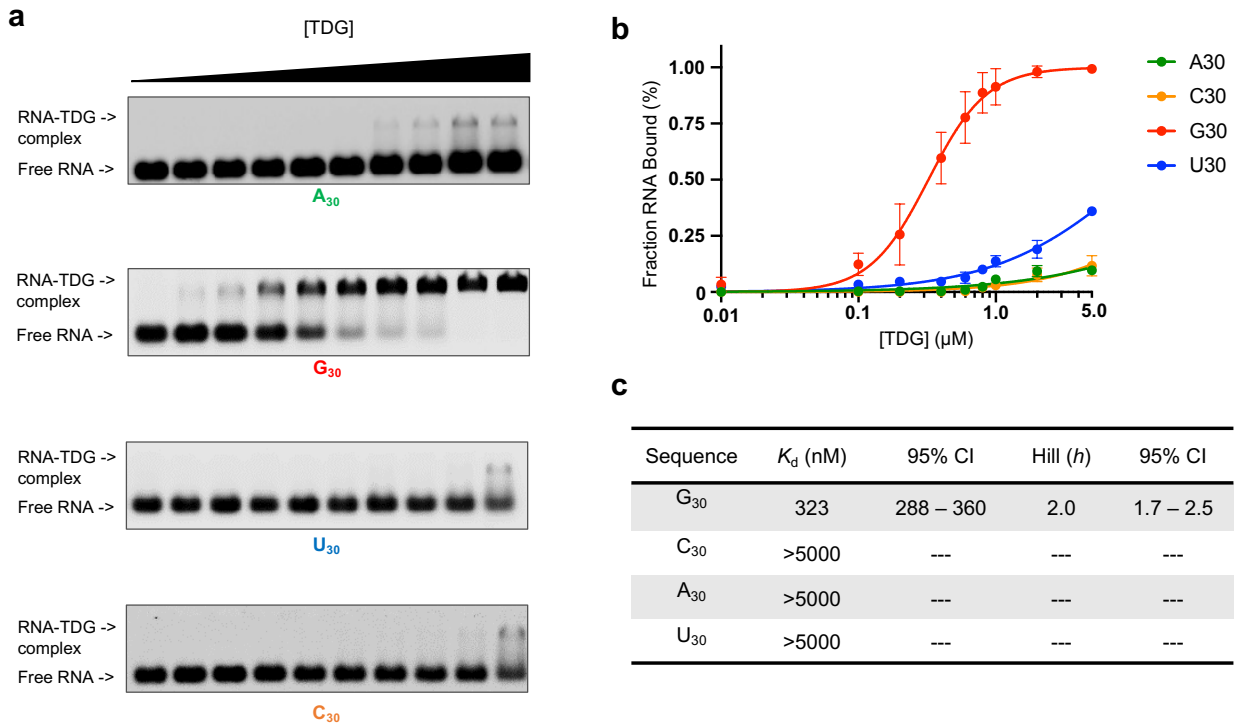 a
[TDG]
RNA-TDG ->
complex
Free RNA ->
A30
RNA-TDG ->
complex
Free RNA ->
G30
RNA-TDG ->
complex
Free RNA ->
U30
RNA-TDG ->
complex
Free RNA ->
C30
b
Fraction RNA Bound (%)
1.00
0.75
0.50
0.25
0
0.01 0.1 1.0 5.0
[TDG] (µM)
A30
C30
G30
U30
c
Sequence Kd (nM) 95% CI Hill (h) 95% CI
G30 323 288 – 360 2.0 1.7 – 2.5
C30 >5000 --- --- ---
A30 >5000 --- --- ---
U30 >5000 --- --- ---